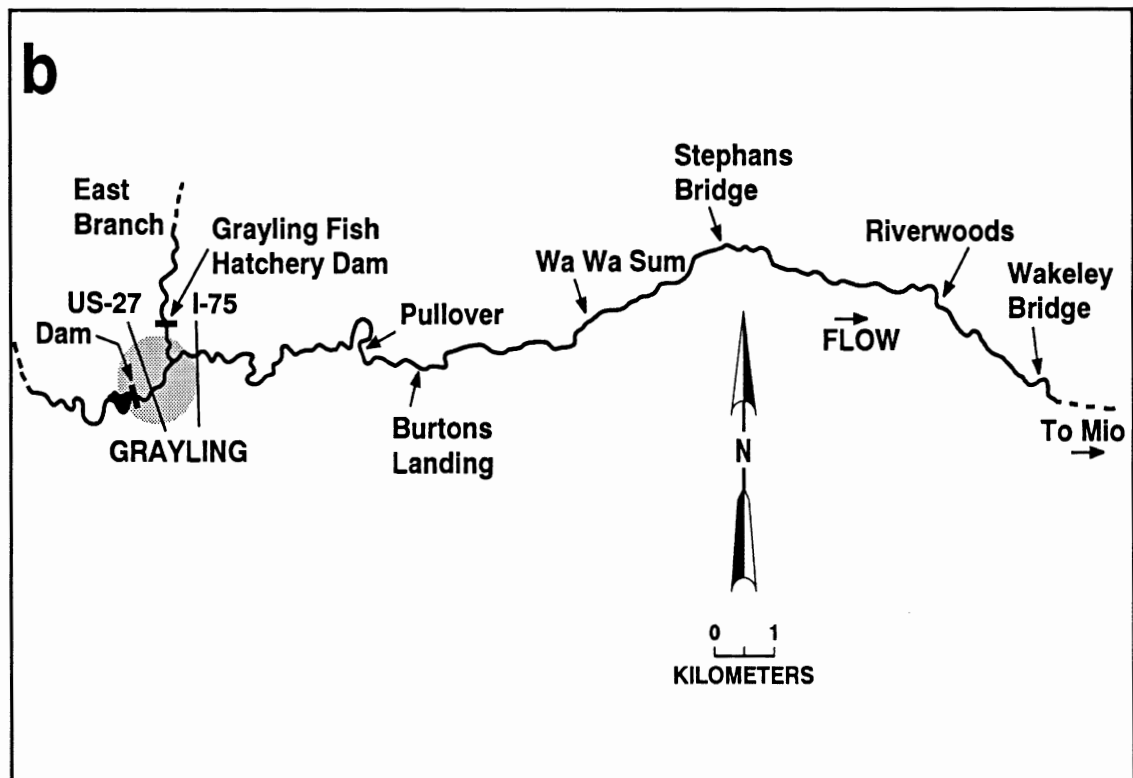 b
Stephans
Bridge
East
Branch
Grayling Fish
Hatchery Dam
Riverwoods
Wa Wa Sum
Wakeley
Bridge
US-27
I-75
Dam
Pullover
FLOW
GRAYLING
Burtons
Landing
To Mio
N
0 1
KILOMETERS